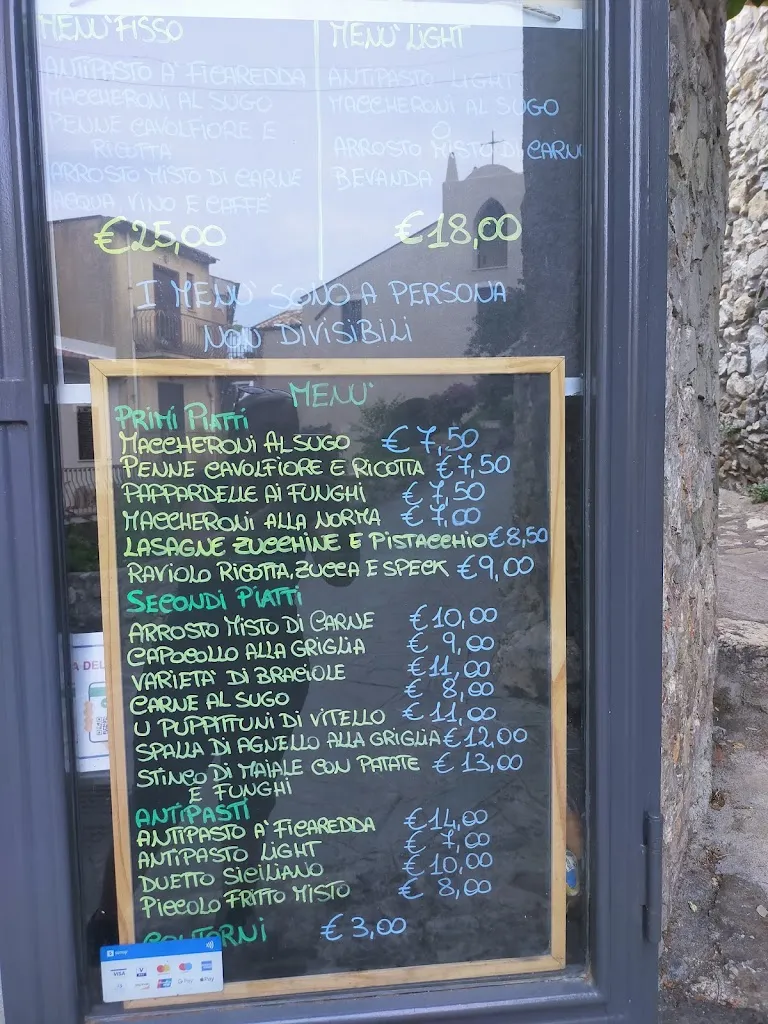 MENU' FISSO
ANTIPASTO A' FICAREDDA
MACCHERONI AL SUGO
PENNE CAVOLFIORE E
RICOTTA
ARROSTO MISTO DI CARNE
ACQUA VINO E CAFFE'
€25,00
MENU' LIGHT
ANTIPASTO LIGHT
MACCHERONI AL SUGO
O
ARROSTO MISTO DI CARNE
BEVANDA
€18,00
I MENU' SONO A PERSONA
NON DIVISIBILI
MENU'
PRIMI PIATTI
MACCHERONI AL SUGO € 7,50
PENNE CAVOLFIORE E RICOTTA € 7,50
PAPPARDELLE AI FUNGHI € 7,50
MACCHERONI ALLA NORMA € 7,00
LASAGNE ZUCCHINE E PISTACCHIO € 8,50
RAVIOLO RICOTTA, ZUCCA E SPECK € 9,00
SECONDI PIATTI
ARROSTO MISTO DI CARNE € 10,00
CAPOCOLLO ALLA GRIGLIA € 9,00
VARIETA' DI BRACIOLE € 11,00
CARNE AL SUGO € 8,00
U PUPPITTUNI DI VITELLO € 11,00
SPALLA DI AGNELLO ALLA GRIGLIA € 12,00
STINCO DI MAIALE CON PATATE € 13,00
E FUNGHI
ANTIPASTI
ANTIPASTO A' FICAREDDA € 14,00
ANTIPASTO LIGHT € 7,00
DUETTO SICILIANO € 10,00
PICCOLO FRITTO MISTO € 8,00
CONTORNI € 3,00
VISA
G Pay
Pay